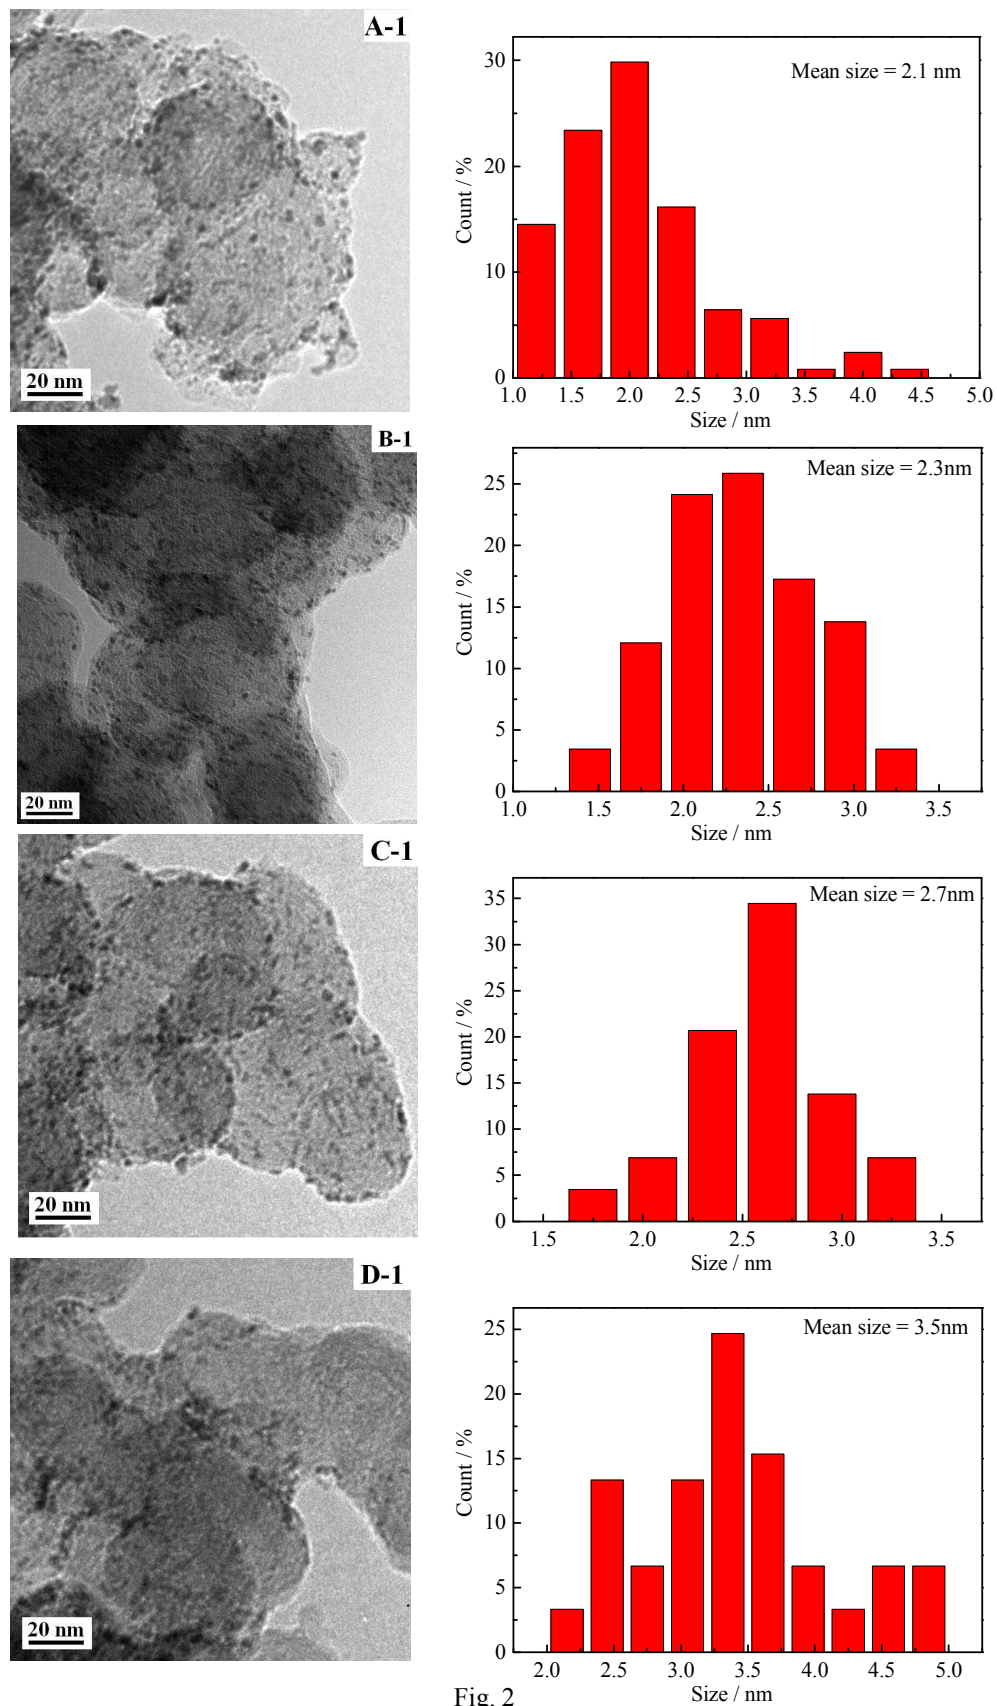 A-1
20 nm
Mean size = 2.1 nm
Count / %
30
20
10
0
1.0 1.5 2.0 2.5 3.0 3.5 4.0 4.5 5.0
Size / nm
B-1
20 nm
Mean size = 2.3nm
Count / %
25
20
15
10
5
0
1.0 1.5 2.0 2.5 3.0 3.5
Size / nm
C-1
20 nm
Mean size = 2.7nm
Count / %
35
30
25
20
15
10
5
0
1.5 2.0 2.5 3.0 3.5
Size / nm
D-1
20 nm
Mean size = 3.5nm
Count / %
25
20
15
10
5
0
2.0 2.5 3.0 3.5 4.0 4.5 5.0
Size / nm
Fig. 2